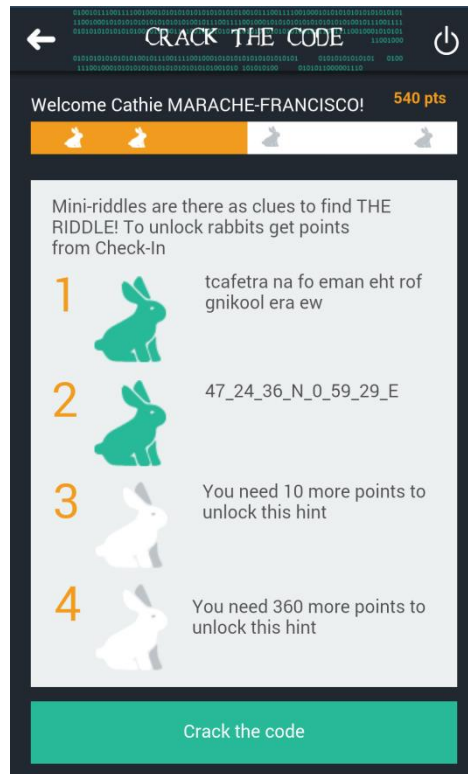 CRACK THE CODE
Welcome Cathie MARACHE-FRANCISCO!
540 pts
Mini-riddles are there as clues to find THE
RIDDLE! To unlock rabbits get points
from Check-In
1
tcafetra na fo eman eht rof
gnikool era ew
2
47_24_36_N_0_59_29_E
3
You need 10 more points to
unlock this hint
4
You need 360 more points to
unlock this hint
Crack the code